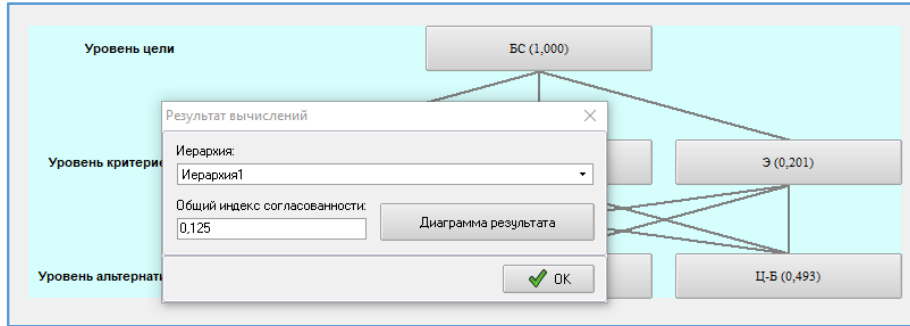 Уровень цели
БС (1,000)
Результат вычислений
Иерархия:
Уровень критерие
Иерархия1
Э (0,201)
Общий индекс согласованности:
0,125
Диаграмма результата
Уровень альтернати
OK
Ц-Б (0,493)